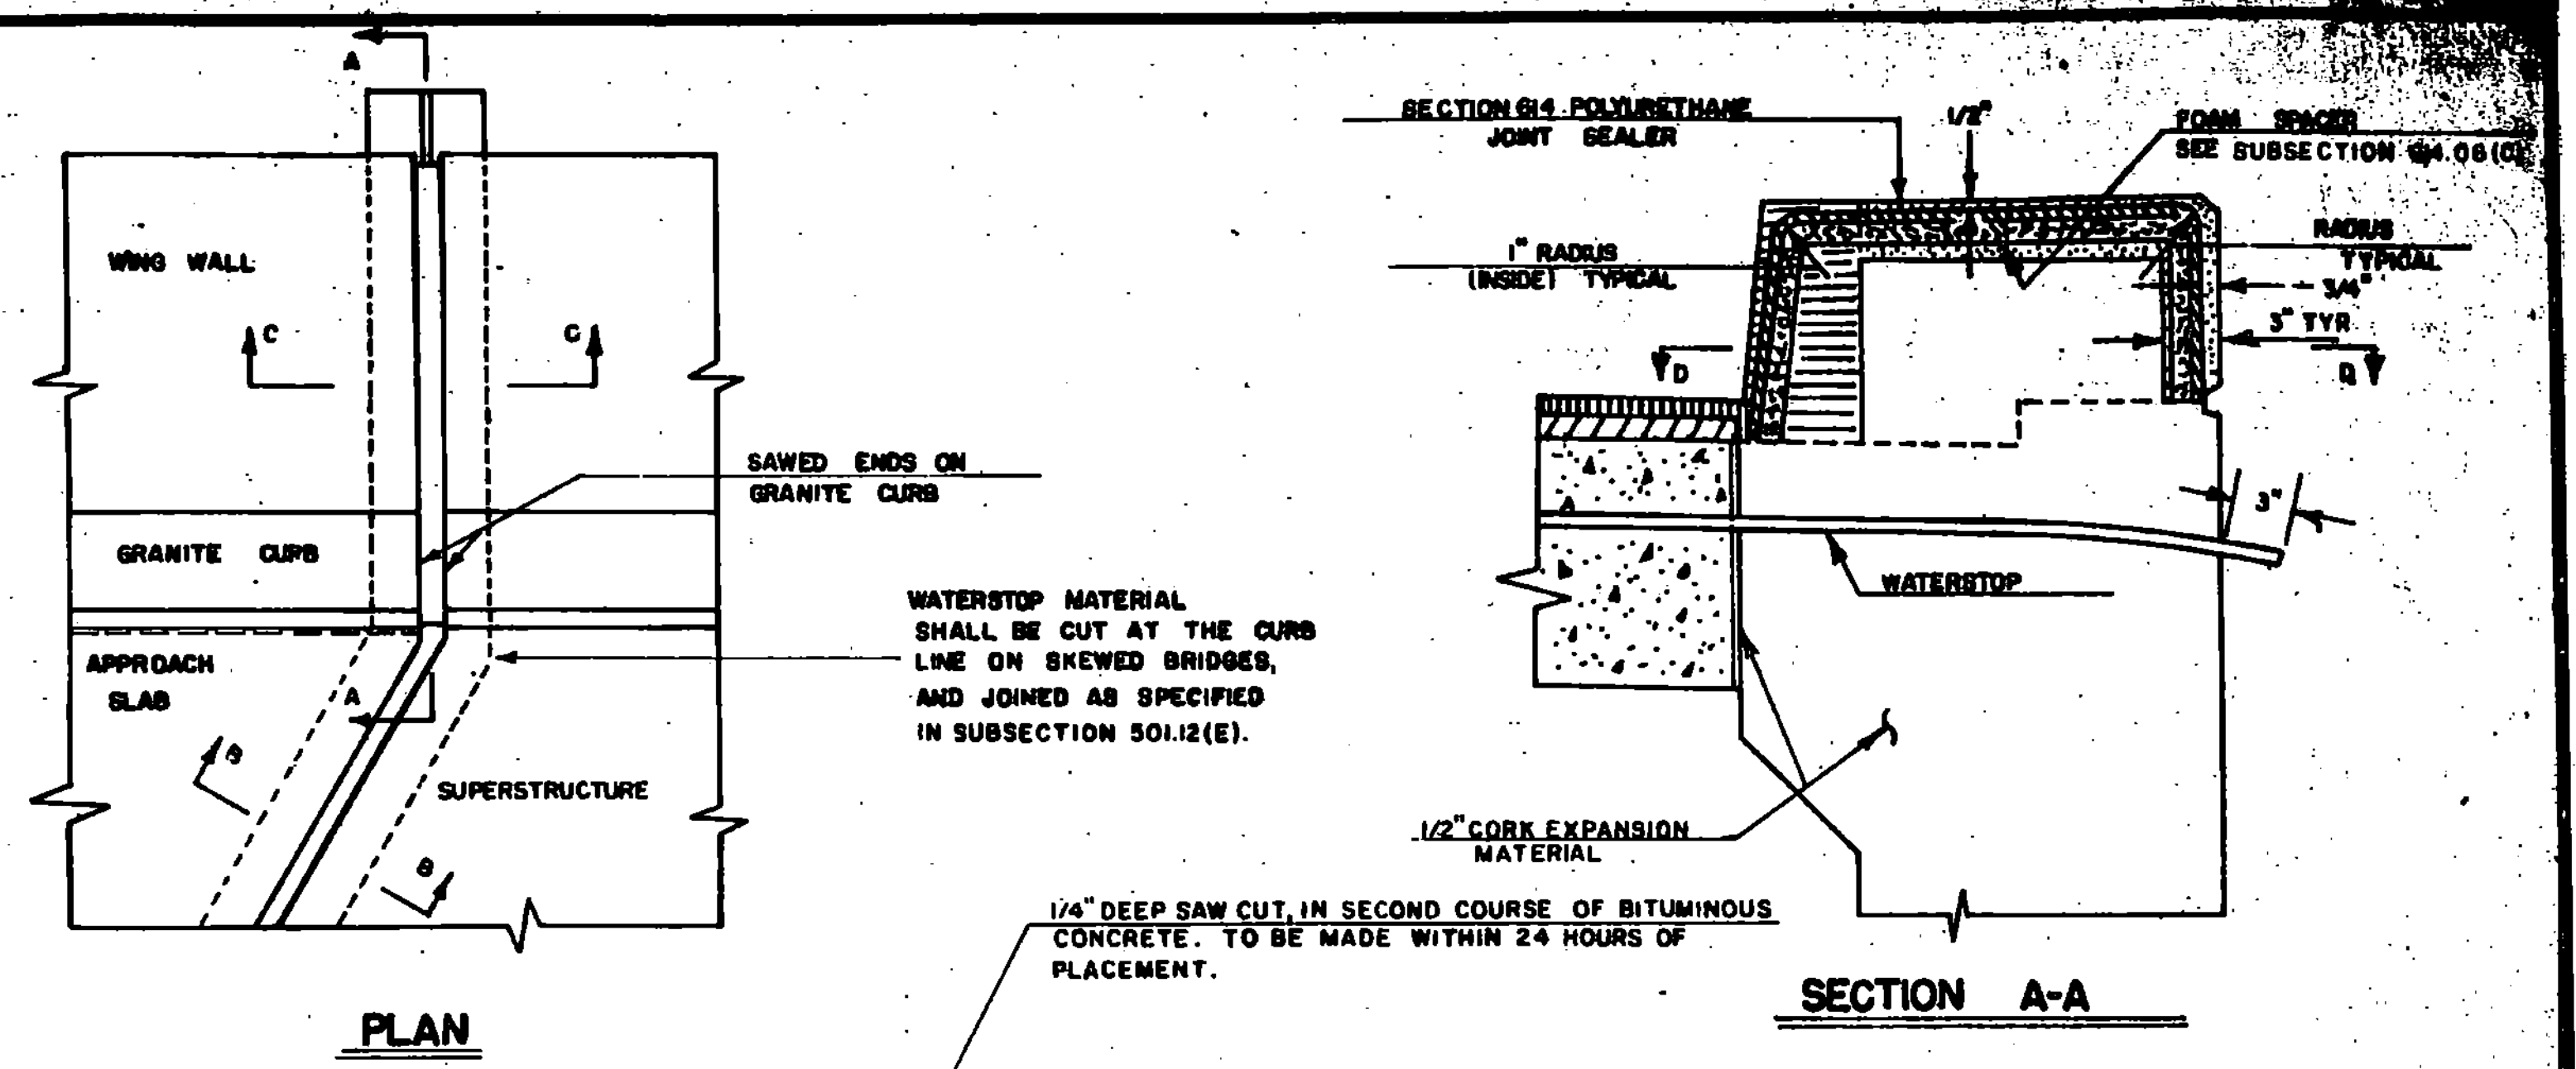 A
WING WALL
C
C
SAWED ENDS ON
GRANITE CURB
GRANITE CURB
WATERSTOP MATERIAL
SHALL BE CUT AT THE CURB
LINE ON SKEWED BRIDGES,
AND JOINED AS SPECIFIED
IN SUBSECTION 501.12(E).
APPROACH
SLAB
A
B
SUPERSTRUCTURE
B
PLAN
1/4" DEEP SAW CUT, IN SECOND COURSE OF BITUMINOUS
CONCRETE. TO BE MADE WITHIN 24 HOURS OF
PLACEMENT.
SECTION 614 POLYURETHANE
JOINT SEALER
1/2"
FOAM SPACER
SEE SUBSECTION
1" RADIUS
(INSIDE) TYPICAL
RADIUS
TYPICAL
3/4"
3" TYP.
D
D
3"
WATERSTOP
1/2" CORK EXPANSION
MATERIAL
SECTION A-A